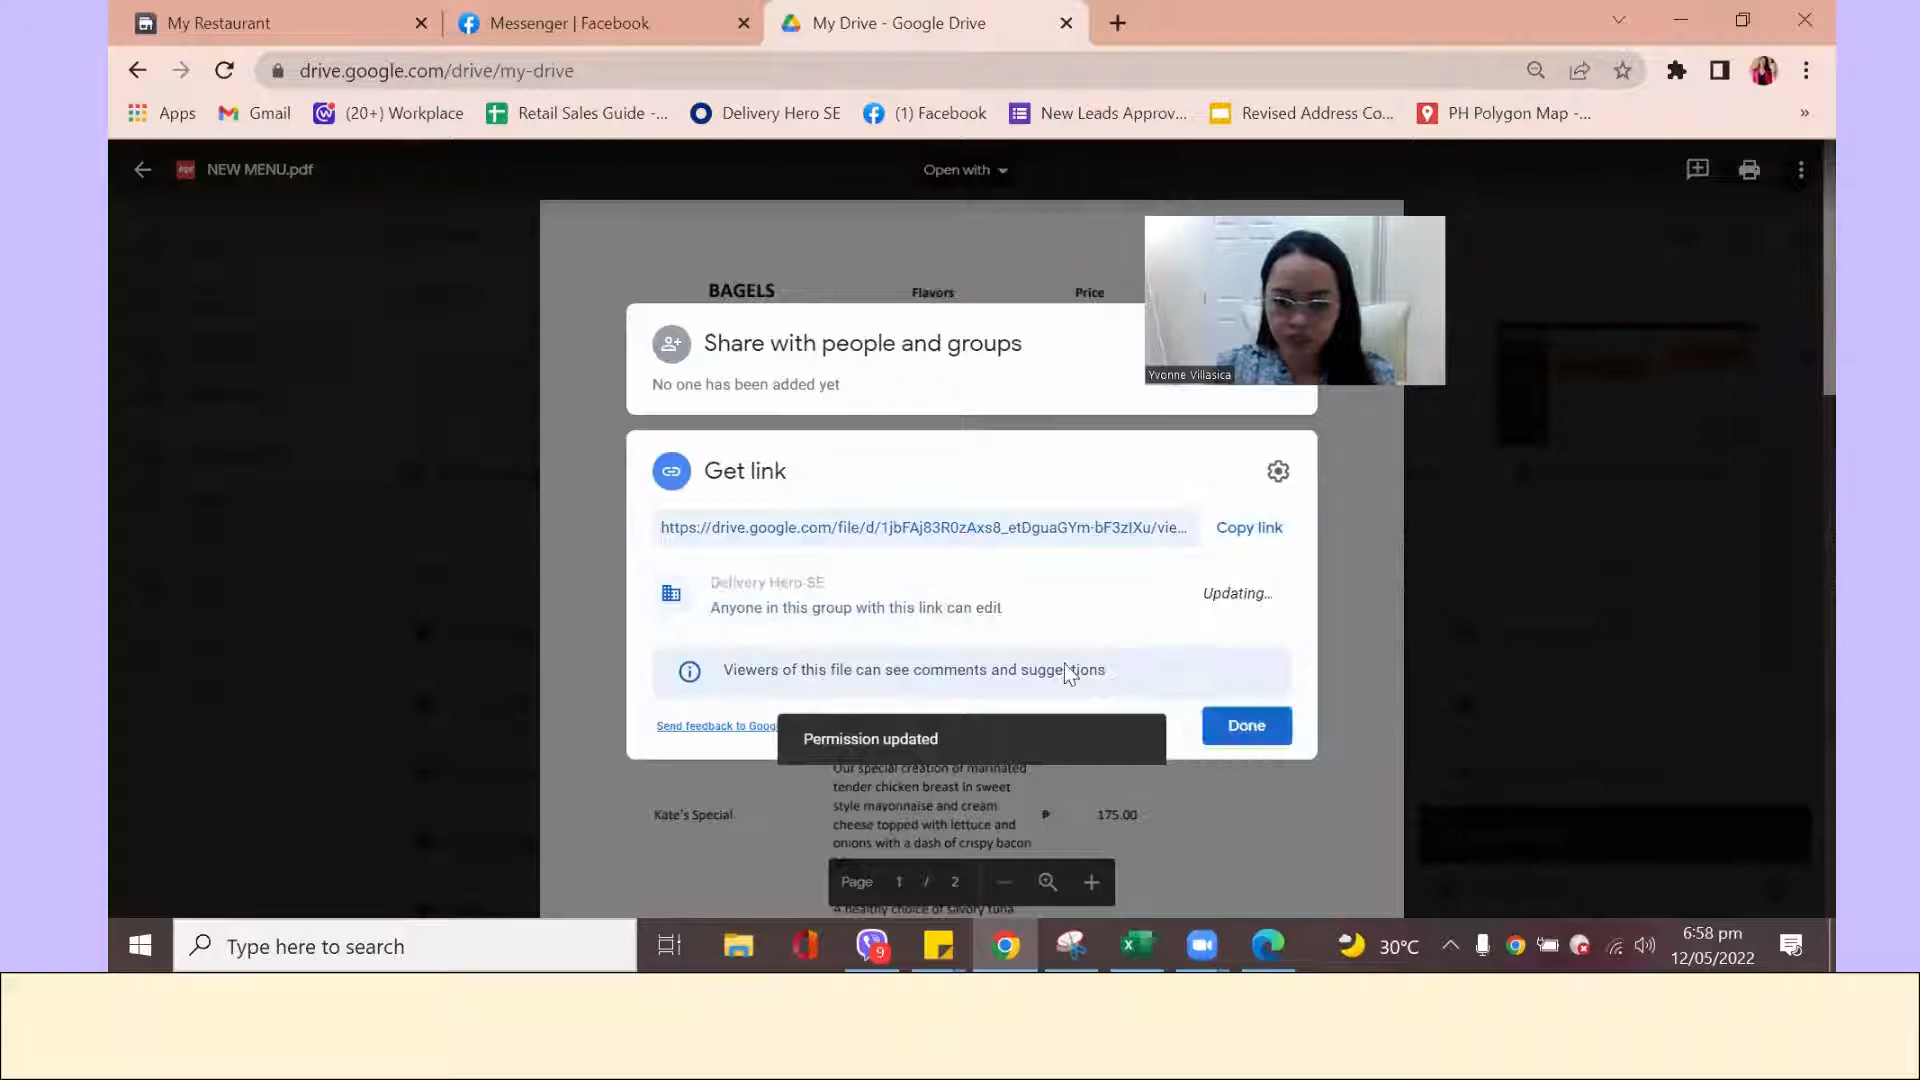 My Restaurant
Messenger | Facebook
My Drive - Google Drive
drive.google.com/drive/my-drive
Apps
Gmail
(20+) Workplace
Retail Sales Guide -...
Delivery Hero SE
(1) Facebook
New Leads Approv...
Revised Address Co...
PH Polygon Map -...
»
PDF
NEW MENU.pdf
Open with
BAGELS
Flavors
Price
Yvonne Villasica
Share with people and groups
No one has been added yet
Get link
https://drive.google.com/file/d/1jbFAj83R0zAxs8_etDguaGYm-bF3zIXu/vie...
Copy link
Delivery Hero SE
Anyone in this group with this link can edit
Updating...
Viewers of this file can see comments and suggestions
Send feedback to Goog
Permission updated
Done
Our special creation of marinated
tender chicken breast in sweet
style mayonnaise and cream
cheese topped with lettuce and
onions with a dash of crispy bacon
Kate's Special
₱ 175.00
Page 1 / 2
A healthy choice of savory tuna
Type here to search
9
30°C
6:58 pm
12/05/2022